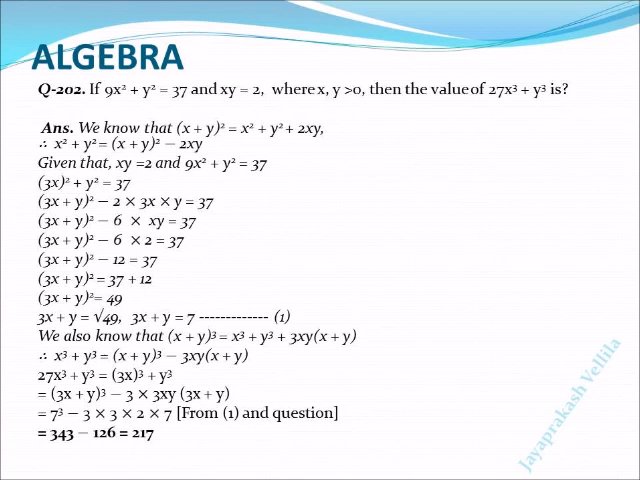 ALGEBRA
Q-202. If 9x² + y² = 37 and xy = 2, where x, y >0, then the value of 27x³ + y³ is?
Ans. We know that (x + y)² = x² + y² + 2xy,
∴ x² + y² = (x + y)² – 2xy
Given that, xy =2 and 9x² + y² = 37
(3x)² + y² = 37
(3x + y)² – 2 × 3x × y = 37
(3x + y)² – 6 × xy = 37
(3x + y)² – 6 × 2 = 37
(3x + y)² – 12 = 37
(3x + y)² = 37 + 12
(3x + y)² = 49
3x + y = √49, 3x + y = 7 ------------- (1)
We also know that (x + y)³ = x³ + y³ + 3xy(x + y)
∴ x³ + y³ = (x + y)³ – 3xy(x + y)
27x³ + y³ = (3x)³ + y³
= (3x + y)³ – 3 × 3xy (3x + y)
= 7³ – 3 × 3 × 2 × 7 [From (1) and question]
= 343 – 126 = 217
Jayaprakash Vellila